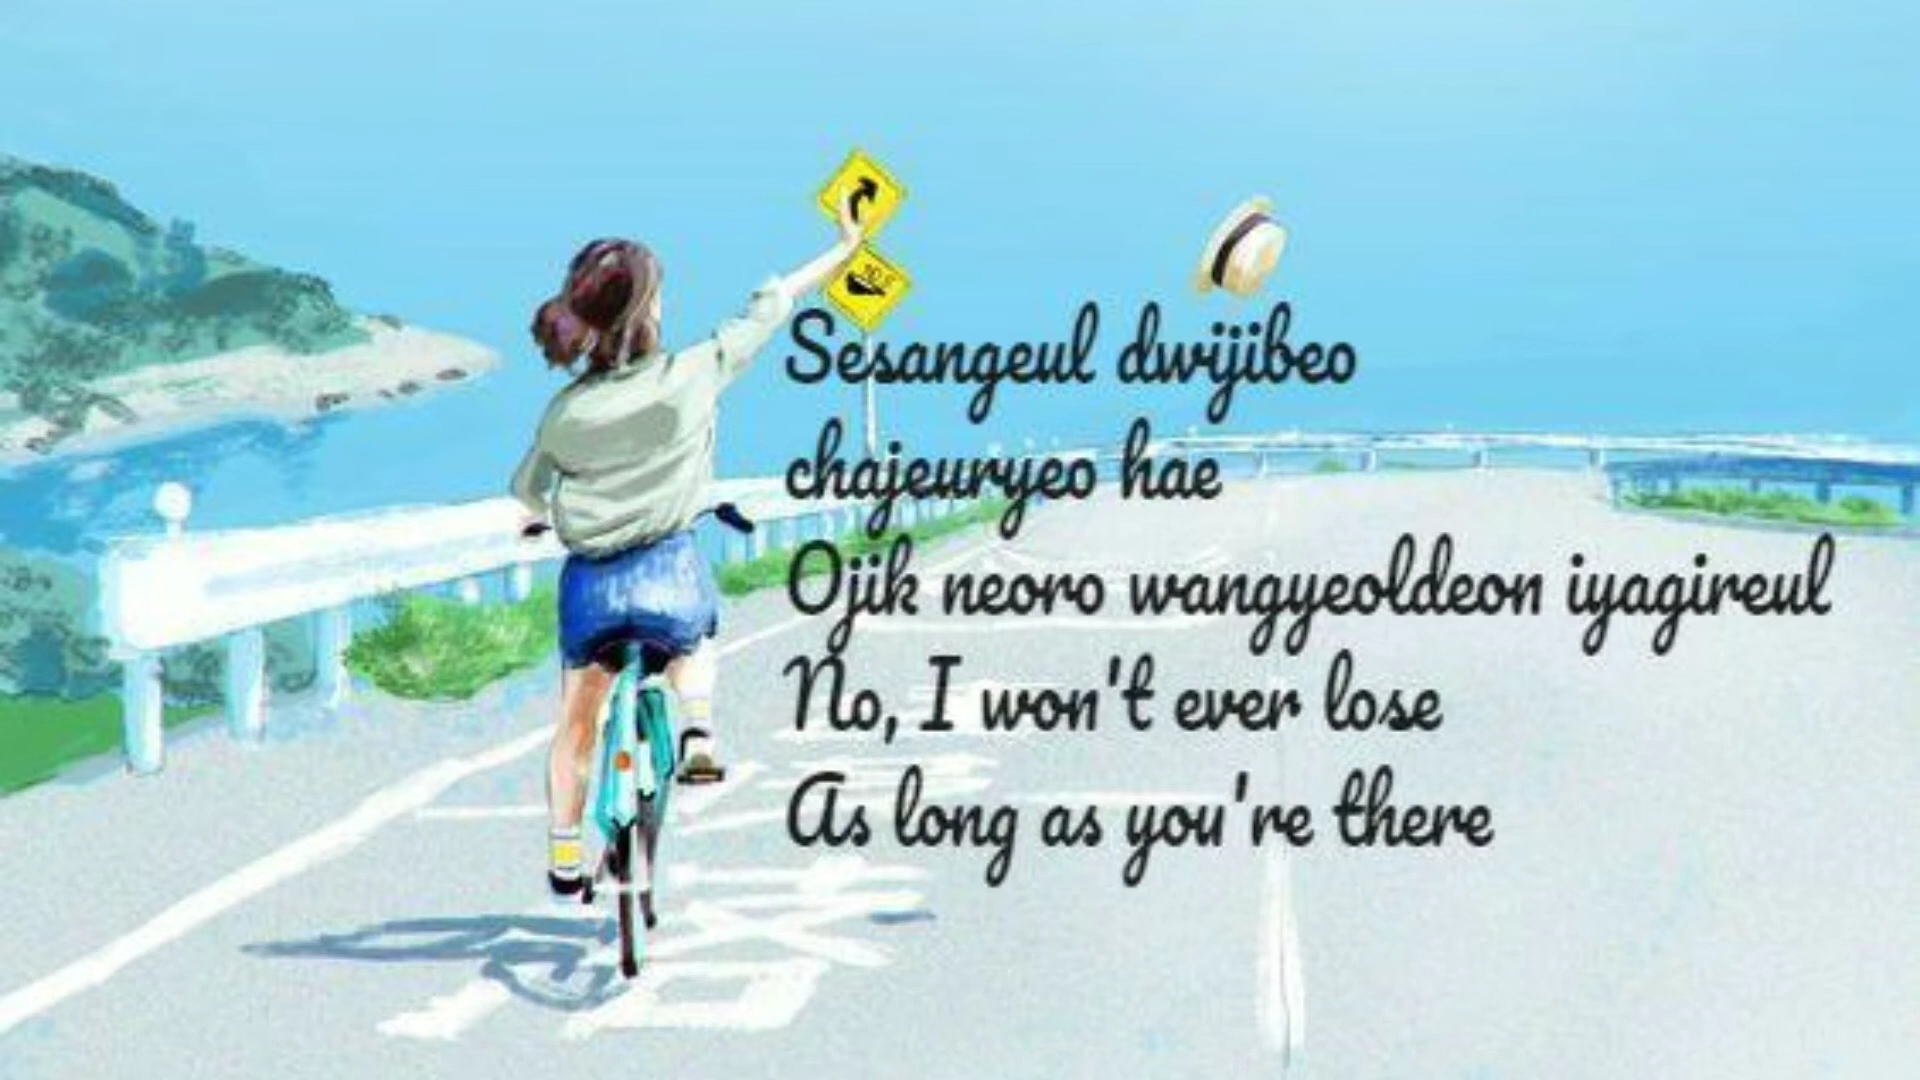 Sesangeul dwijibeo
chajeuryeo hae
Ojik neoro wangyeoldeon iyagireul
No, I won't ever lose
As long as you're there